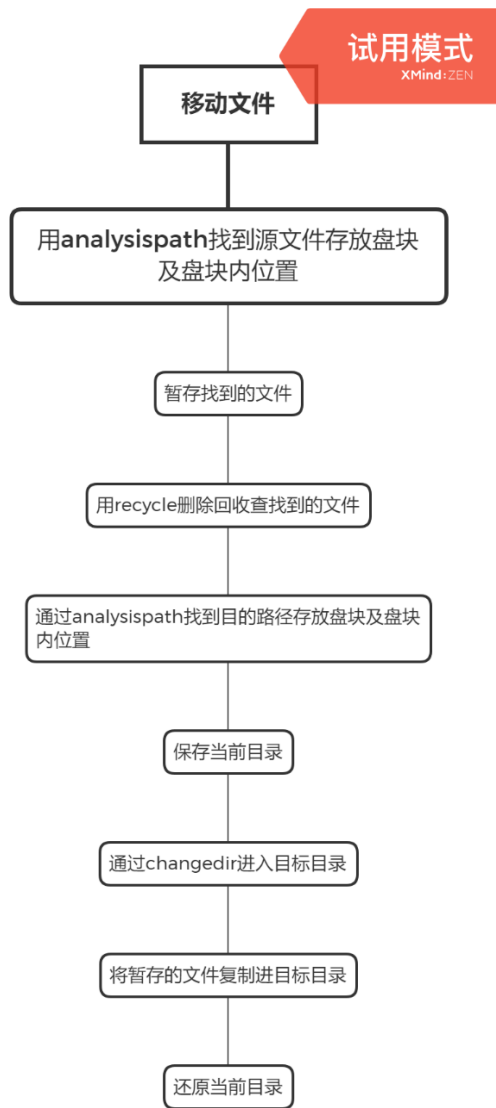 试用模式
XMind:ZEN
移动文件
用analysispath找到源文件存放盘块
及盘块内位置
暂存找到的文件
用recycle删除回收查找到的文件
通过analysispath找到目的路径存放盘块及盘块
内位置
保存当前目录
通过changedir进入目标目录
将暂存的文件复制进目标目录
还原当前目录